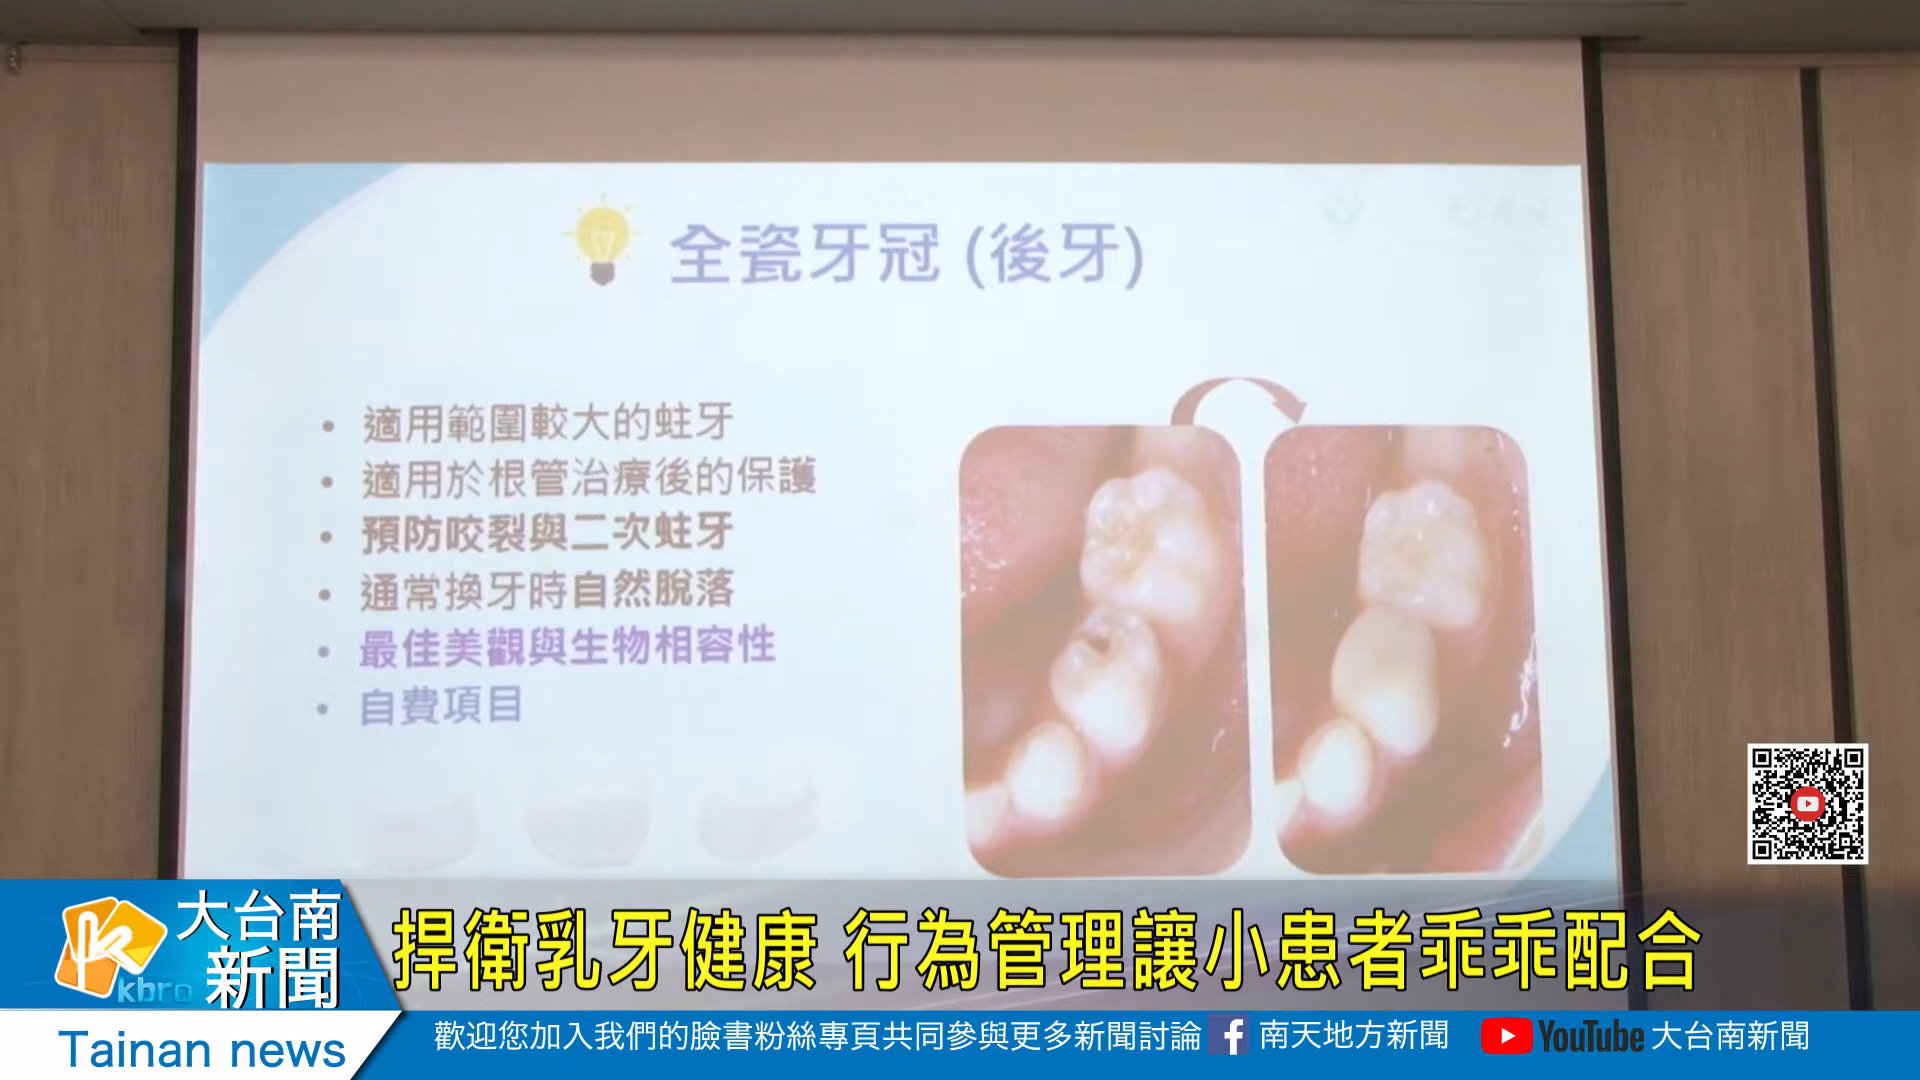 全瓷牙冠 (後牙)
• 適用範圍較大的蛀牙
• 適用於根管治療後的保護
• 預防咬裂與二次蛀牙
• 通常換牙時自然脫落
• 最佳美觀與生物相容性
• 自費項目
大台南
新聞
kbro
捍衛乳牙健康 行為管理讓小患者乖乖配合
Tainan news
歡迎您加入我們的臉書粉絲專頁共同參與更多新聞討論 f 南天地方新聞 YouTube 大台南新聞